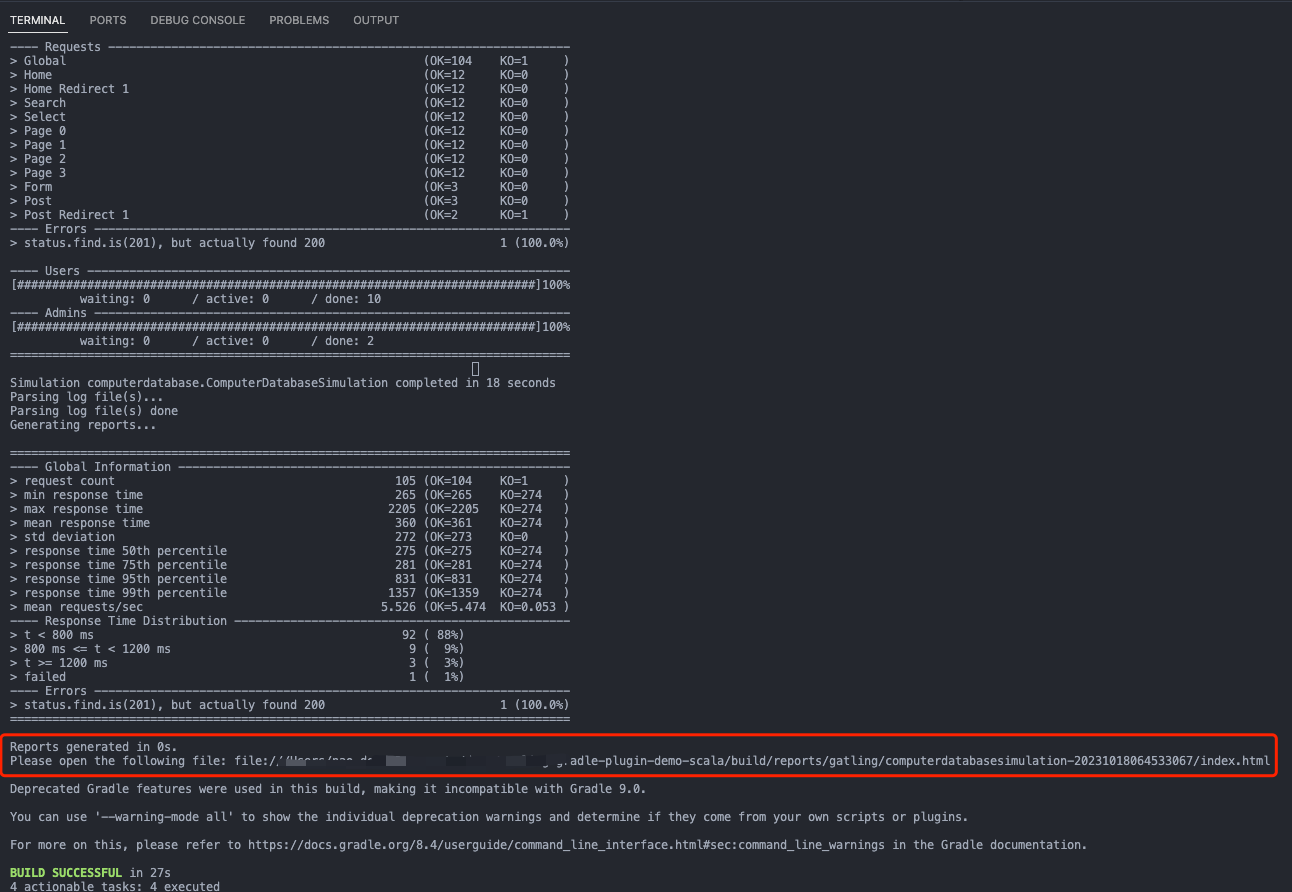 TERMINAL PORTS DEBUG CONSOLE PROBLEMS OUTPUT
---- Requests ------------------------------------------------------------------
> Global (OK=104 KO=1 )
> Home (OK=12 KO=0 )
> Home Redirect 1 (OK=12 KO=0 )
> Search (OK=12 KO=0 )
> Select (OK=12 KO=0 )
> Page 0 (OK=12 KO=0 )
> Page 1 (OK=12 KO=0 )
> Page 2 (OK=12 KO=0 )
> Page 3 (OK=12 KO=0 )
> Form (OK=3 KO=0 )
> Post (OK=3 KO=0 )
> Post Redirect 1 (OK=2 KO=1 )
---- Errors --------------------------------------------------------------------
> status.find.is(201), but actually found 200 1 (100.0%)
---- Users ---------------------------------------------------------------------
[##########################################################################]100%
waiting: 0 / active: 0 / done: 10
---- Admins --------------------------------------------------------------------
[##########################################################################]100%
waiting: 0 / active: 0 / done: 2
================================================================================
Simulation computerdatabase.ComputerDatabaseSimulation completed in 18 seconds
Parsing log file(s)...
Parsing log file(s) done
Generating reports...
================================================================================
---- Global Information --------------------------------------------------------
> request count 105 (OK=104 KO=1 )
> min response time 265 (OK=265 KO=274 )
> max response time 2205 (OK=2205 KO=274 )
> mean response time 360 (OK=361 KO=274 )
> std deviation 272 (OK=273 KO=0 )
> response time 50th percentile 275 (OK=275 KO=274 )
> response time 75th percentile 281 (OK=281 KO=274 )
> response time 95th percentile 831 (OK=831 KO=274 )
> response time 99th percentile 1357 (OK=1359 KO=274 )
> mean requests/sec 5.526 (OK=5.474 KO=0.053 )
---- Response Time Distribution ------------------------------------------------
> t < 800 ms 92 ( 88%)
> 800 ms <= t < 1200 ms 9 ( 9%)
> t >= 1200 ms 3 ( 3%)
> failed 1 ( 1%)
---- Errors --------------------------------------------------------------------
> status.find.is(201), but actually found 200 1 (100.0%)
================================================================================
Reports generated in 0s.
Please open the following file: file:/ adle-plugin-demo-scala/build/reports/gatling/computerdatabasesimulation-20231018064533067/index.html
Deprecated Gradle features were used in this build, making it incompatible with Gradle 9.0.
You can use '--warning-mode all' to show the individual deprecation warnings and determine if they come from your own scripts or plugins.
For more on this, please refer to https://docs.gradle.org/8.4/userguide/command_line_interface.html#sec:command_line_warnings in the Gradle documentation.
BUILD SUCCESSFUL in 27s
4 actionable tasks: 4 executed